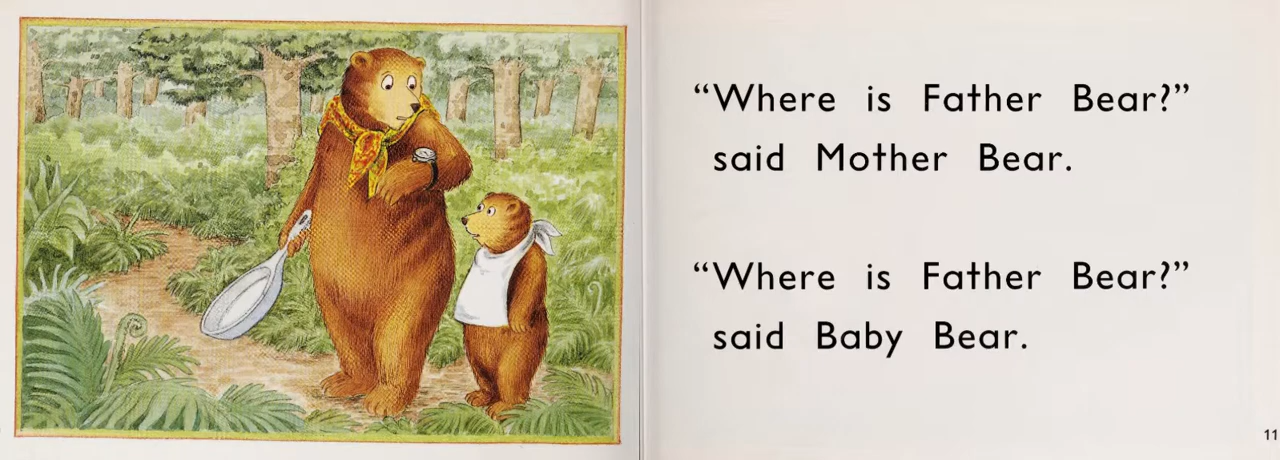 “Where is Father Bear?”
said Mother Bear.
“Where is Father Bear?”
said Baby Bear.
11